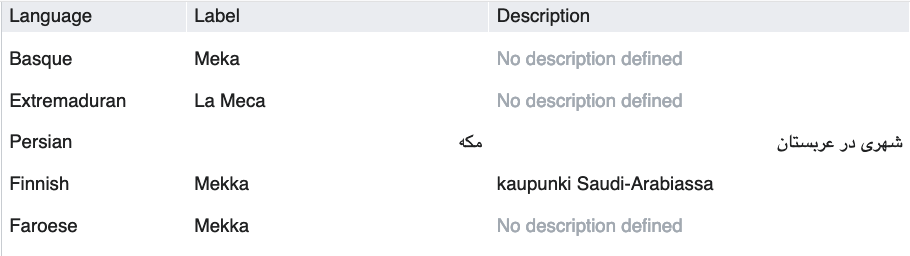 Language Label Description
Basque Meka No description defined
Extremaduran La Meca No description defined
Persian مکه شهری در عربستان
Finnish Mekka kaupunki Saudi-Arabiassa
Faroese Mekka No description defined